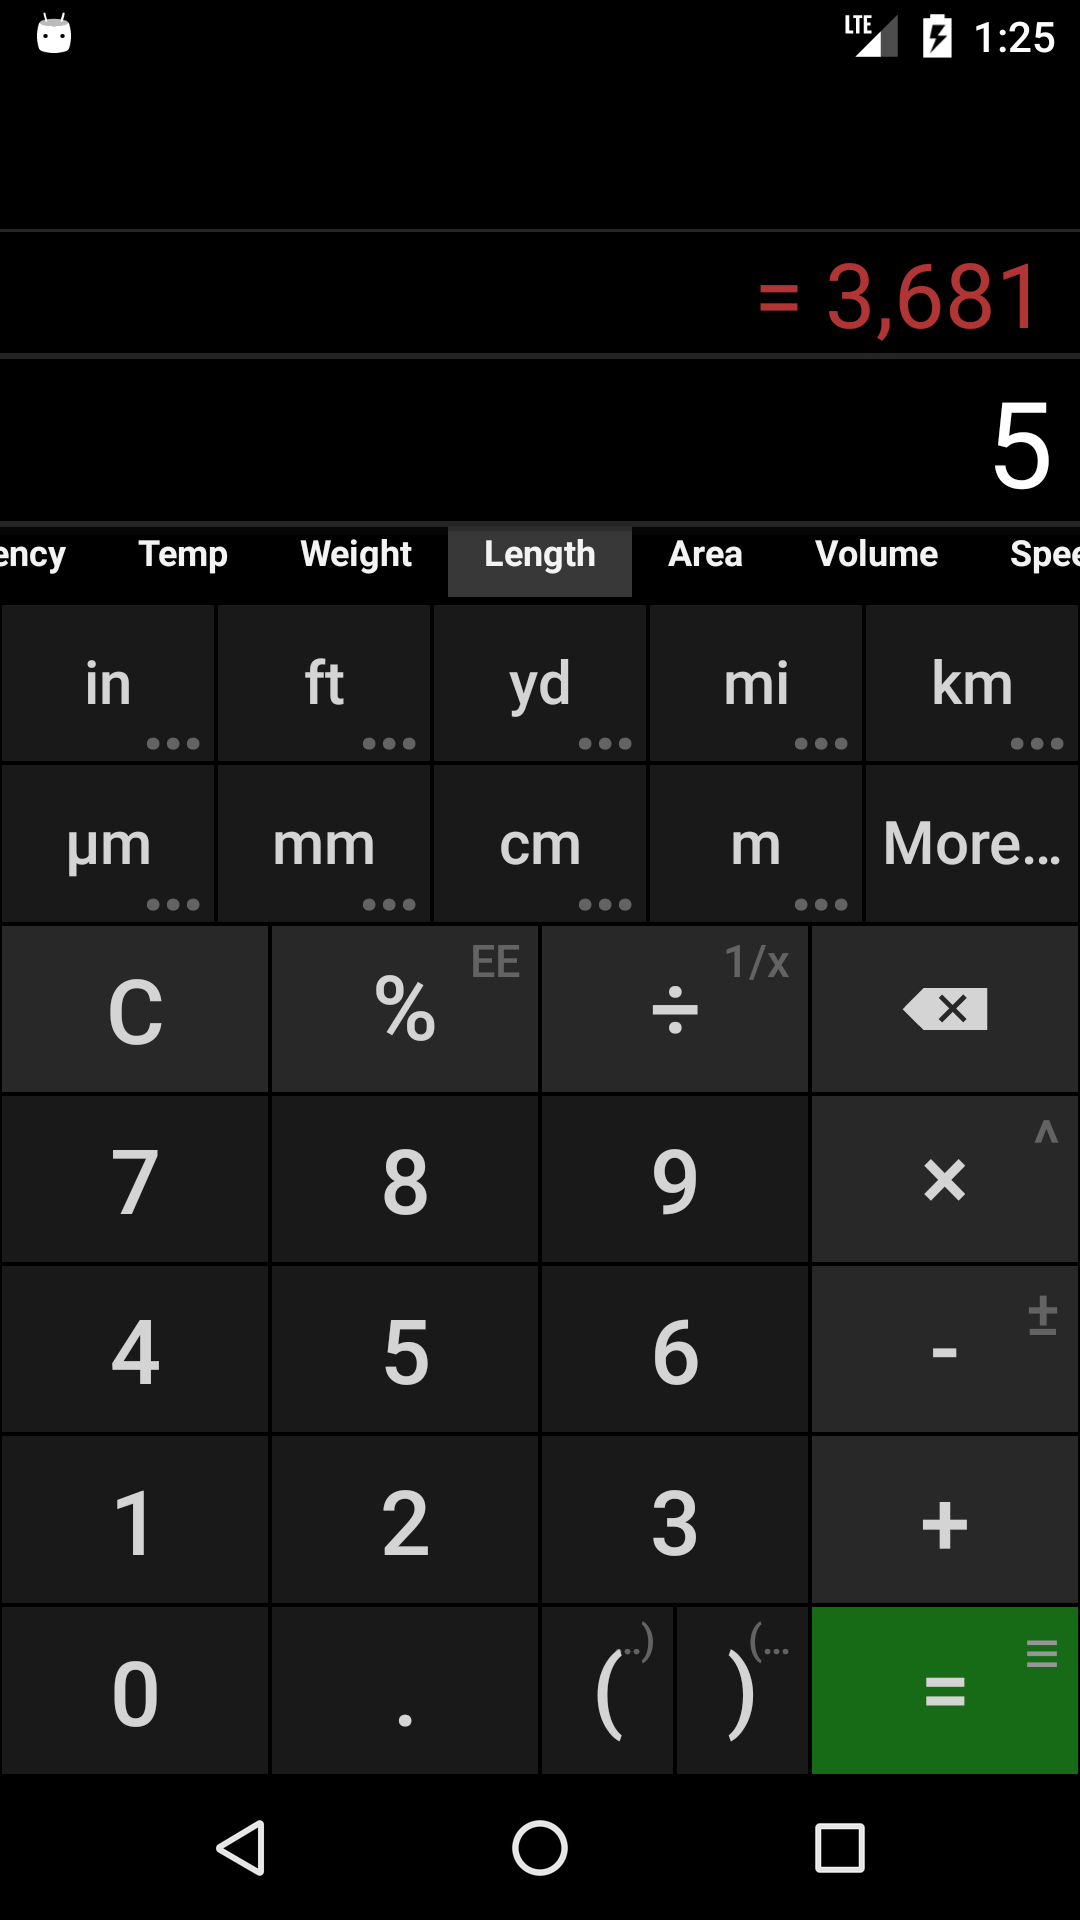 LTE 1:25
= 3,681
5
ency Temp Weight Length Area Volume Spee
in ft yd mi km
µm mm cm m More...
C % EE ÷ 1/x
7 8 9 × ^
4 5 6 - ±
1 2 3 +
0 . ( ..) ) (... =